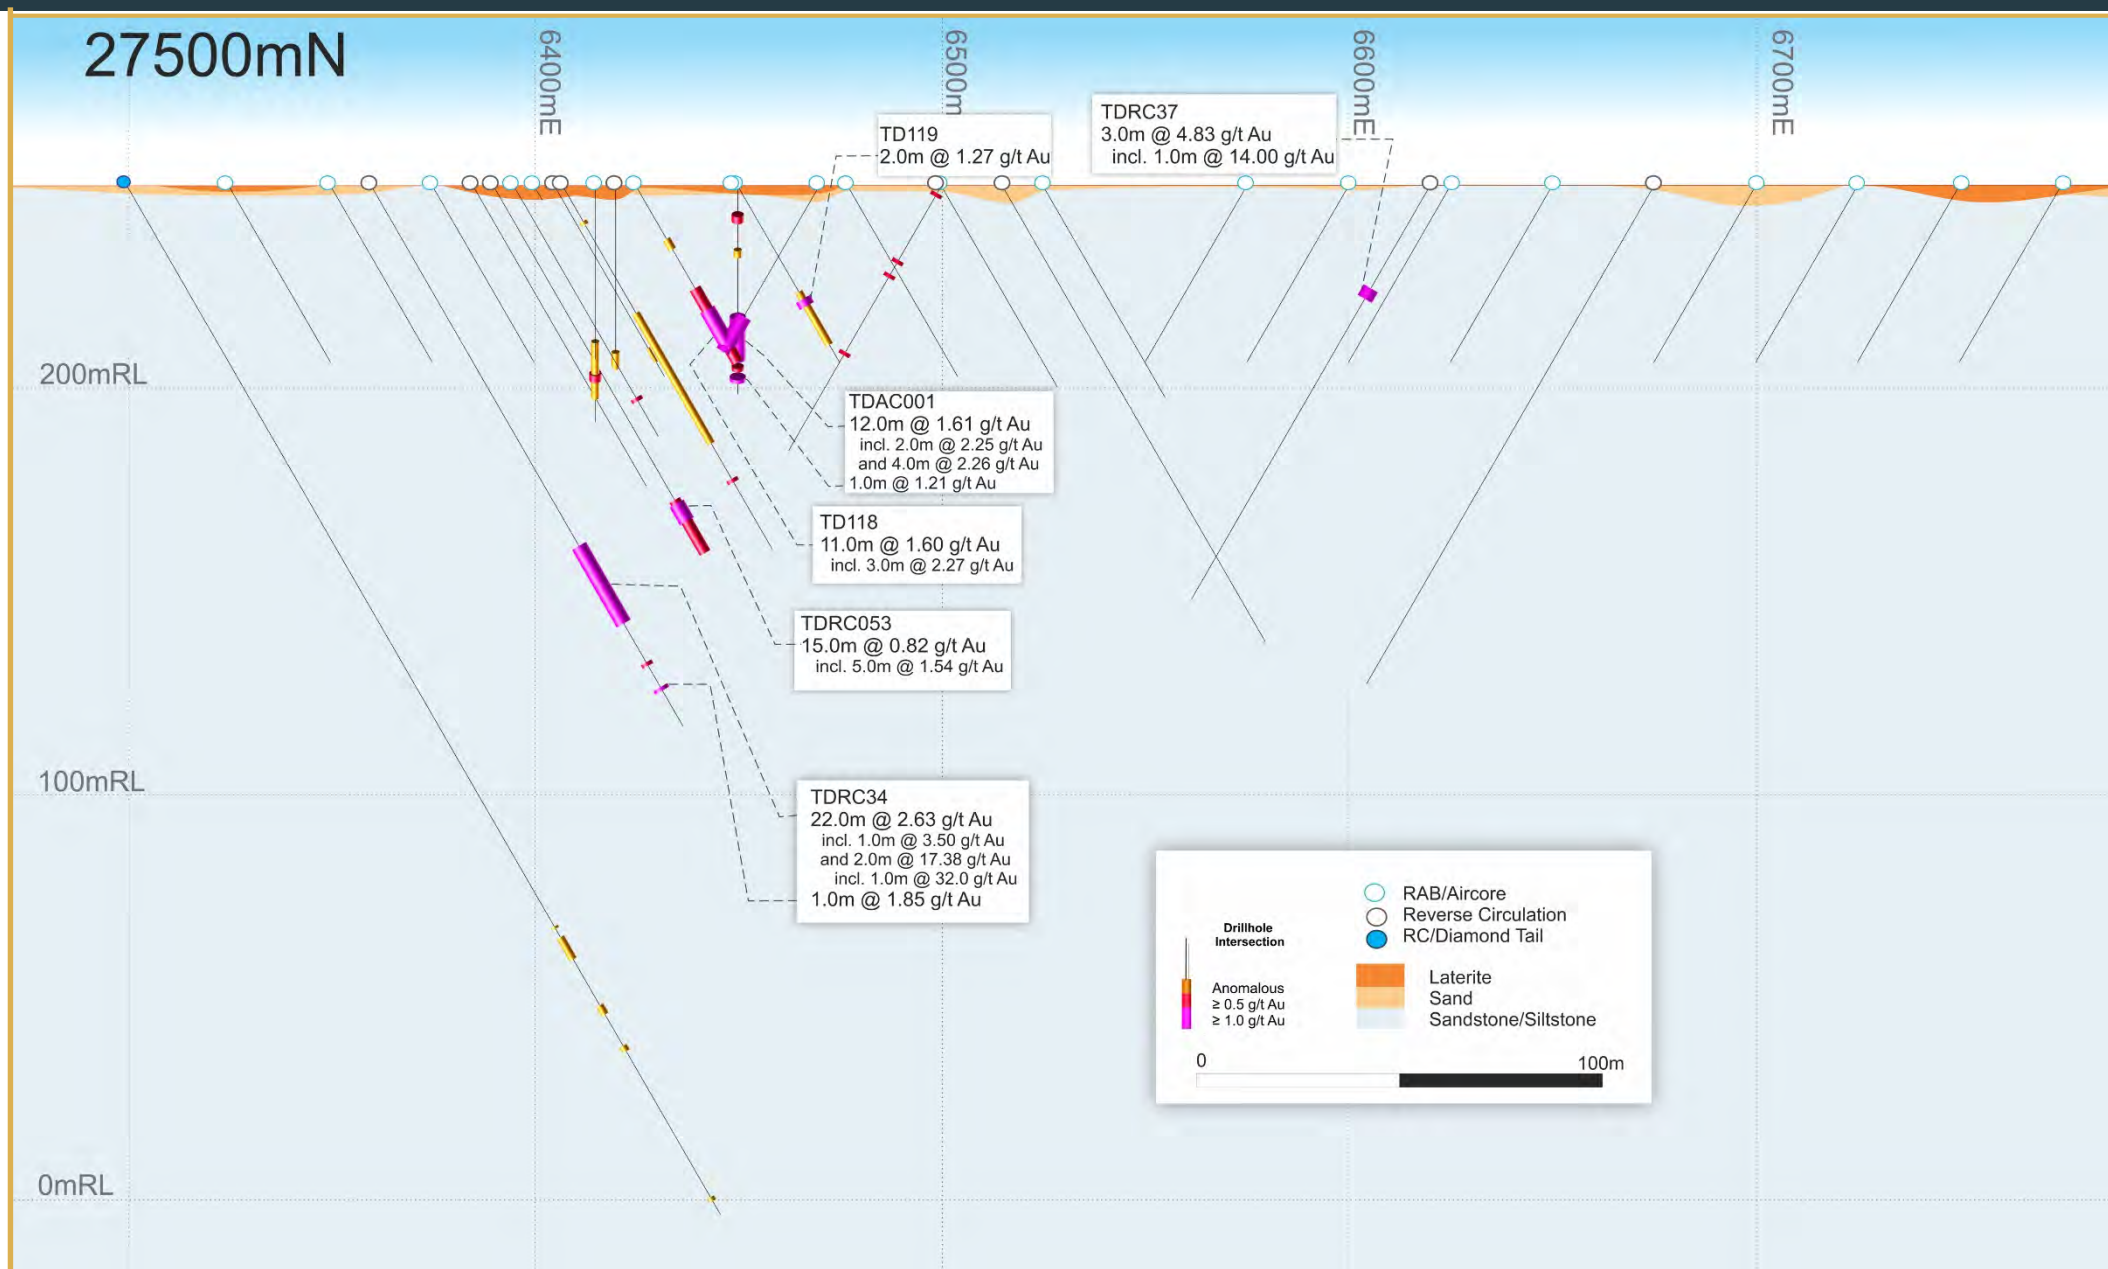 27500mN
6400mE
6500m
6600mE
6700mE
TD119
2.0m @ 1.27 g/t Au
TDRC37
3.0m @ 4.83 g/t Au
incl. 1.0m @ 14.00 g/t Au
200mRL
TDAC001
12.0m @ 1.61 g/t Au
incl. 2.0m @ 2.25 g/t Au
and 4.0m @ 2.26 g/t Au
1.0m @ 1.21 g/t Au
TD118
11.0m @ 1.60 g/t Au
incl. 3.0m @ 2.27 g/t Au
TDRC053
15.0m @ 0.82 g/t Au
incl. 5.0m @ 1.54 g/t Au
100mRL
TDRC34
22.0m @ 2.63 g/t Au
incl. 1.0m @ 3.50 g/t Au
and 2.0m @ 17.38 g/t Au
incl. 1.0m @ 32.0 g/t Au
1.0m @ 1.85 g/t Au
Drillhole
Intersection
Anomalous
≥ 0.5 g/t Au
≥ 1.0 g/t Au
RAB/Aircore
Reverse Circulation
RC/Diamond Tail
Laterite
Sand
Sandstone/Siltstone
0
100m
0mRL